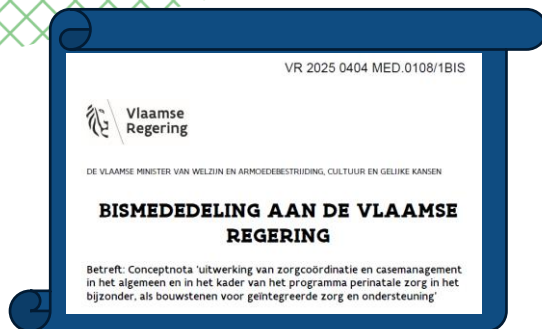 VR 2025 0404 MED.0108/1BIS
Vlaamse
Regering
DE VLAAMSE MINISTER VAN WELZIJN EN ARMOEDEBESTRIJDING, CULTUUR EN GELIJKE KANSEN
BISMEDEDELING AAN DE VLAAMSE
REGERING
Betreft: Conceptnota 'uitwerking van zorgcoördinatie en casemanagement
in het algemeen en in het kader van het programma perinatale zorg in het
bijzonder, als bouwstenen voor geïntegreerde zorg en ondersteuning'